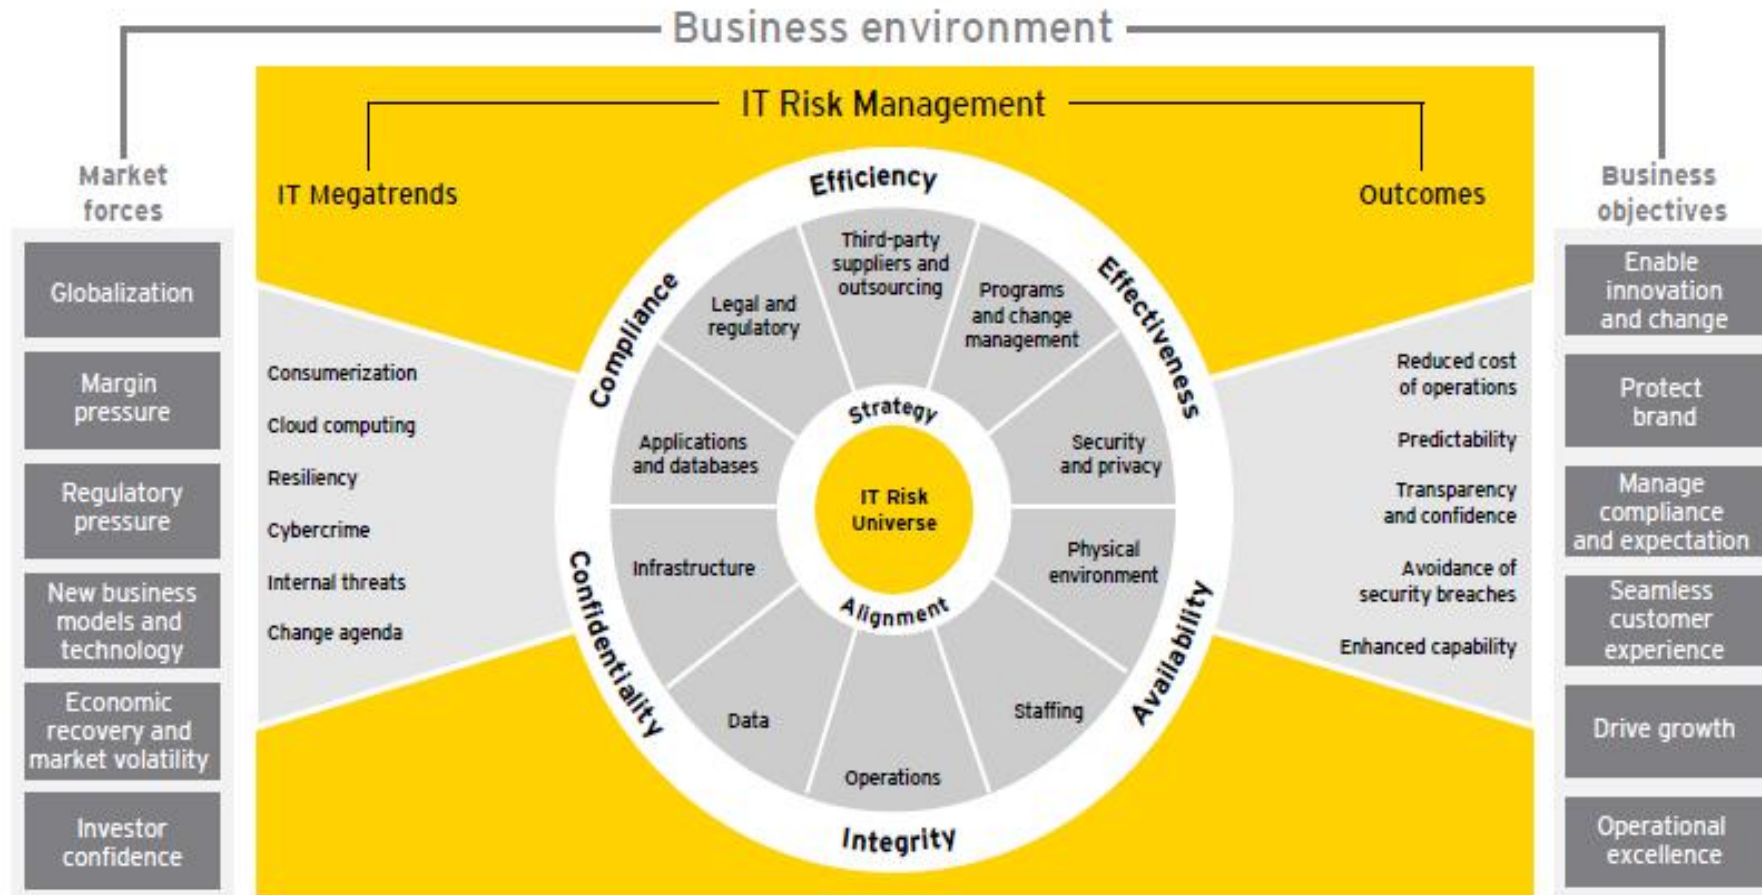 Business environment
IT Risk Management
Market
forces
Globalization
Margin
pressure
Regulatory
pressure
New business
models and
technology
Economic
recovery and
market volatility
Investor
confidence
IT Megatrends
Consumerization
Cloud computing
Resiliency
Cybercrime
Internal threats
Change agenda
Efficiency
Effectiveness
Availability
Integrity
Confidentiality
Compliance
Third-party
suppliers and
outsourcing
Programs
and change
management
Security
and privacy
Physical
environment
Staffing
Operations
Data
Infrastructure
Applications
and databases
Legal and
regulatory
Strategy
IT Risk
Universe
Alignment
Outcomes
Reduced cost
of operations
Predictability
Transparency
and confidence
Avoidance of
security breaches
Enhanced capability
Business
objectives
Enable
innovation
and change
Protect
brand
Manage
compliance
and expectation
Seamless
customer
experience
Drive growth
Operational
excellence